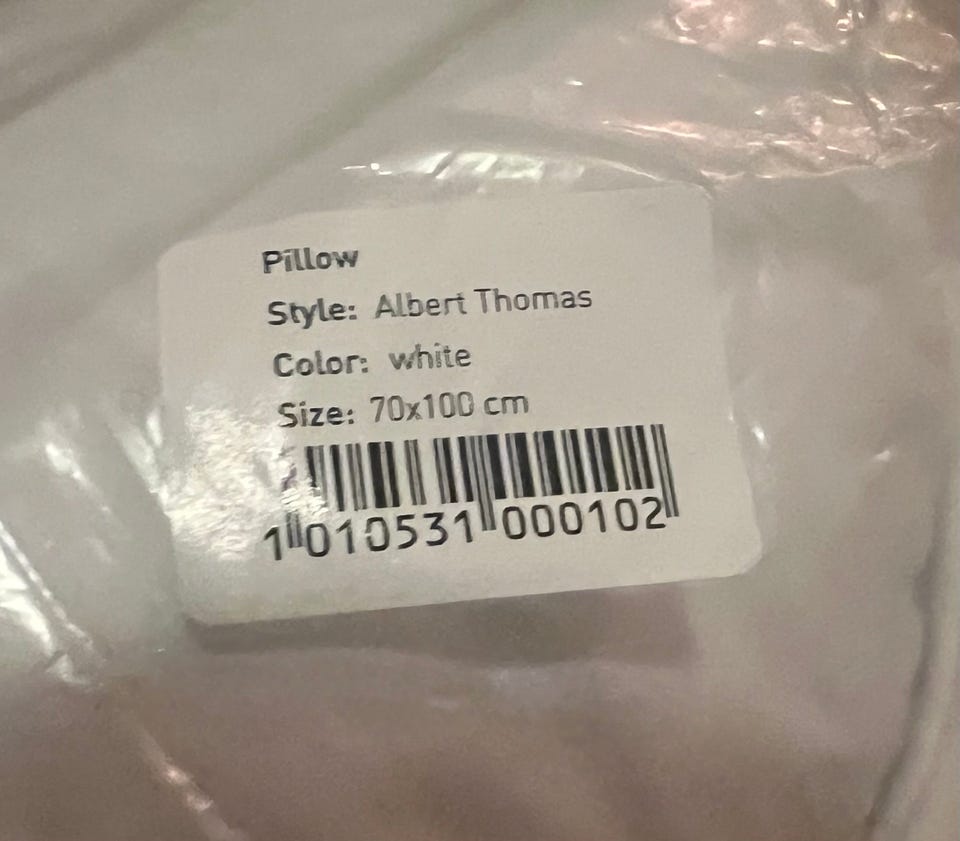 Pillow
Style: Albert Thomas
Color: white
Size: 70x100 cm
1 010531 000102